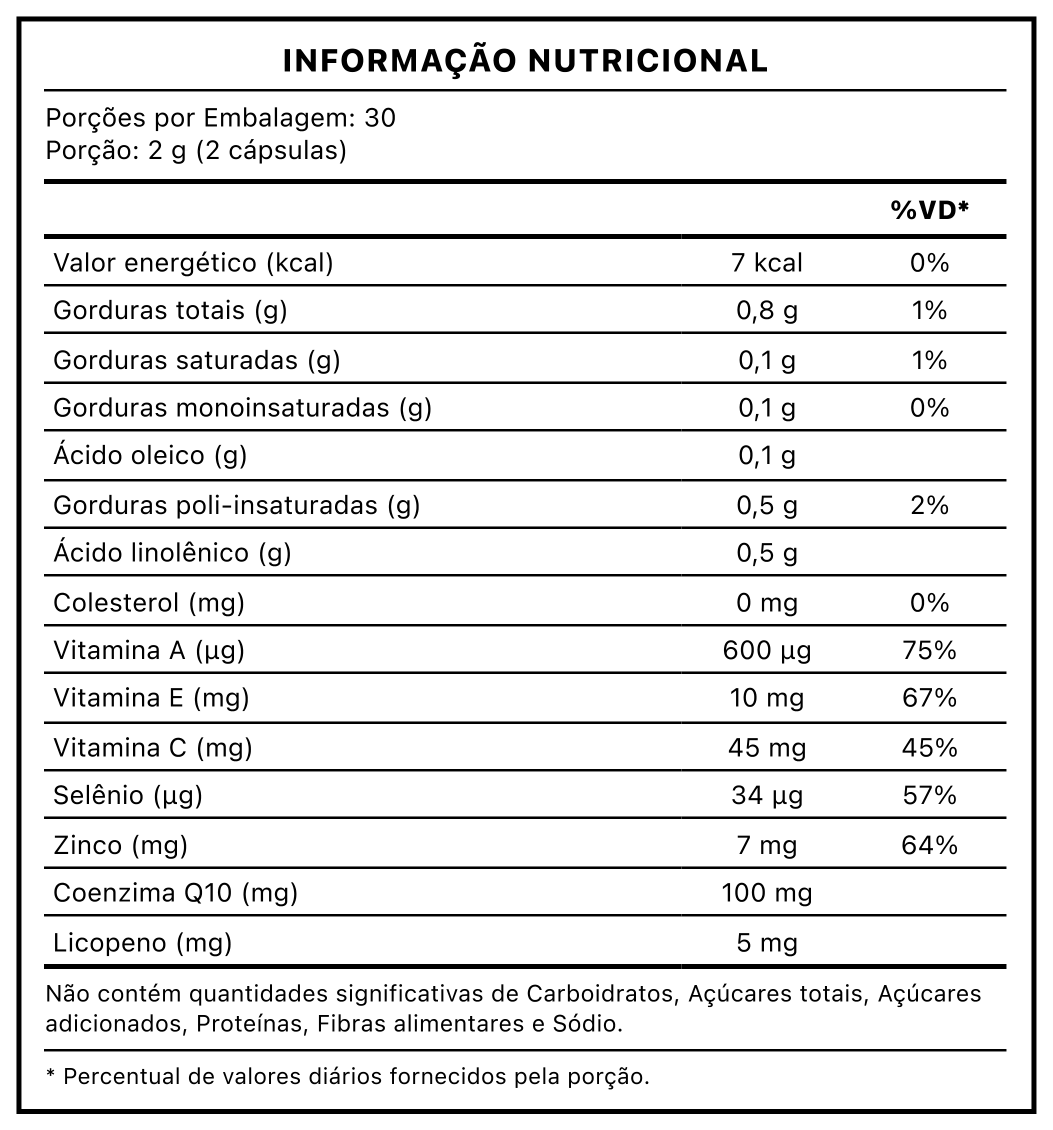 INFORMAÇÃO NUTRICIONAL
Porções por Embalagem: 30
Porção: 2 g (2 cápsulas)
%VD*
Valor energético (kcal) 7 kcal 0%
Gorduras totais (g) 0,8 g 1%
Gorduras saturadas (g) 0,1 g 1%
Gorduras monoinsaturadas (g) 0,1 g 0%
Ácido oleico (g) 0,1 g
Gorduras poli-insaturadas (g) 0,5 g 2%
Ácido linolênico (g) 0,5 g
Colesterol (mg) 0 mg 0%
Vitamina A (µg) 600 µg 75%
Vitamina E (mg) 10 mg 67%
Vitamina C (mg) 45 mg 45%
Selênio (µg) 34 µg 57%
Zinco (mg) 7 mg 64%
Coenzima Q10 (mg) 100 mg
Licopeno (mg) 5 mg
Não contém quantidades significativas de Carboidratos, Açúcares totais, Açúcares
adicionados, Proteínas, Fibras alimentares e Sódio.
* Percentual de valores diários fornecidos pela porção.